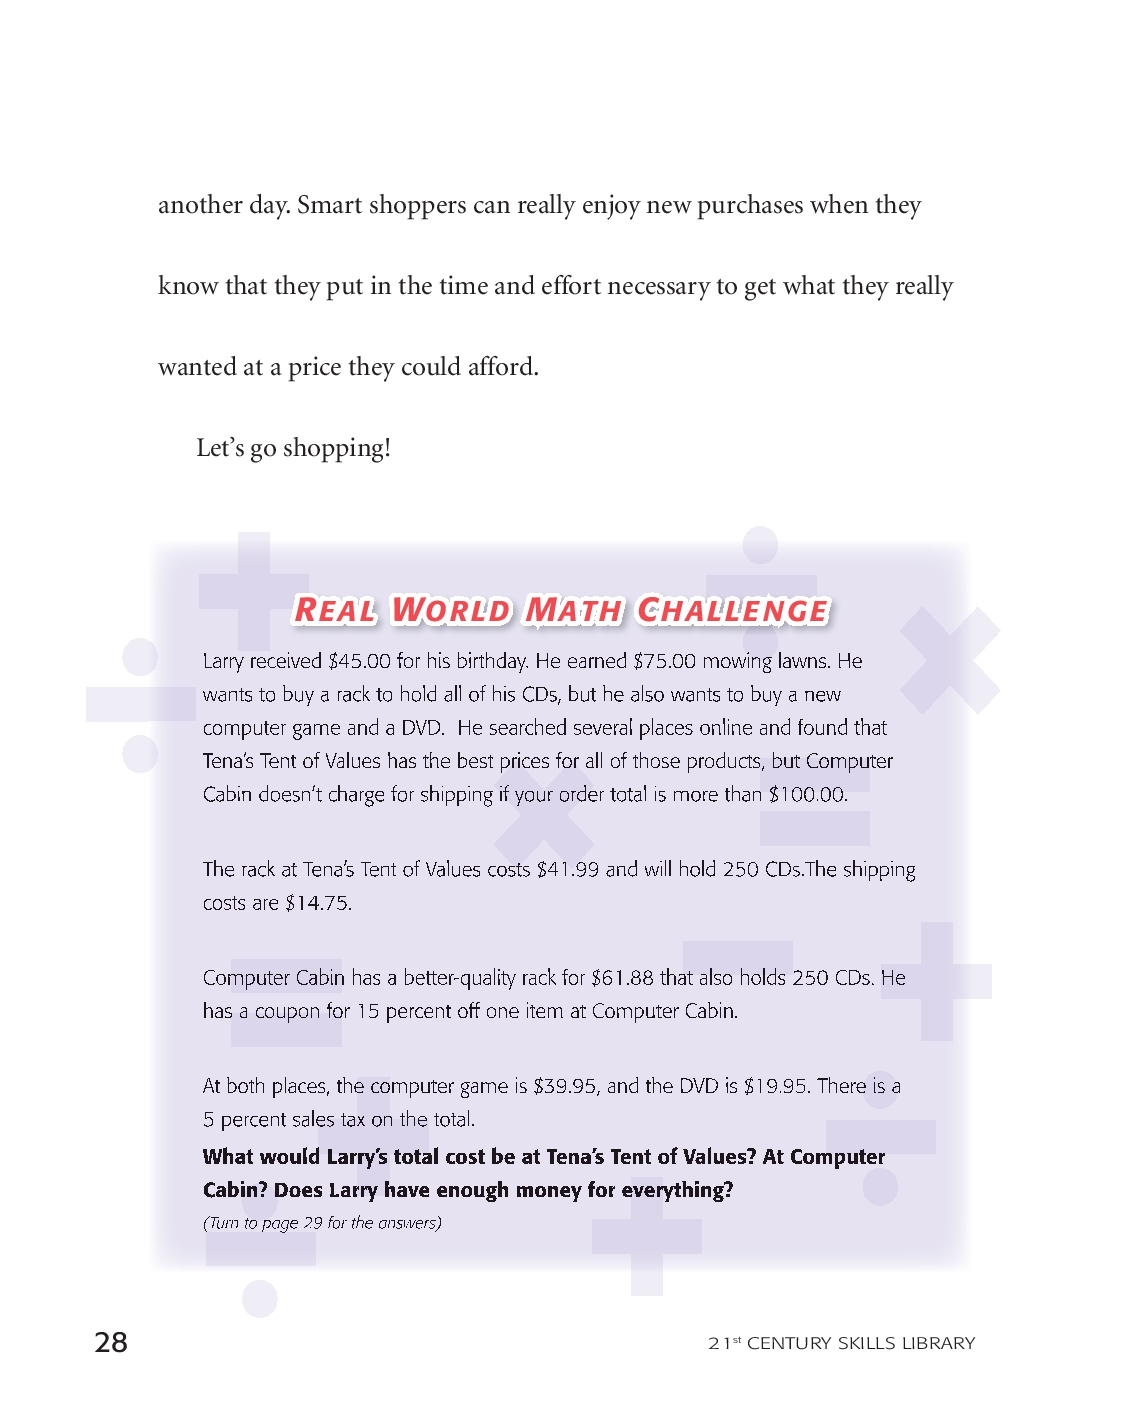 another day. Smart shoppers can really enjoy new purchases when they
know that they put in the time and effort necessary to get what they really
wanted at a price they could afford.
Let’s go shopping!
REAL WORLD MATH CHALLENGE
Larry received $45.00 for his birthday. He earned $75.00 mowing lawns. He
wants to buy a rack to hold all of his CDs, but he also wants to buy a new
computer game and a DVD.  He searched several places online and found that
Tena’s Tent of Values has the best prices for all of those products, but Computer
Cabin doesn’t charge for shipping if your order total is more than $100.00.
The rack at Tena’s Tent of Values costs $41.99 and will hold 250 CDs.The shipping
costs are $14.75.
Computer Cabin has a better-quality rack for $61.88 that also holds 250 CDs. He
has a coupon for 15 percent off one item at Computer Cabin.
At both places, the computer game is $39.95, and the DVD is $19.95. There is a
5 percent sales tax on the total.
What would Larry’s total cost be at Tena’s Tent of Values? At Computer
Cabin? Does Larry have enough money for everything?
(Turn to page 29 for the answers)
28
21st CENTURY SKILLS LIBRARY